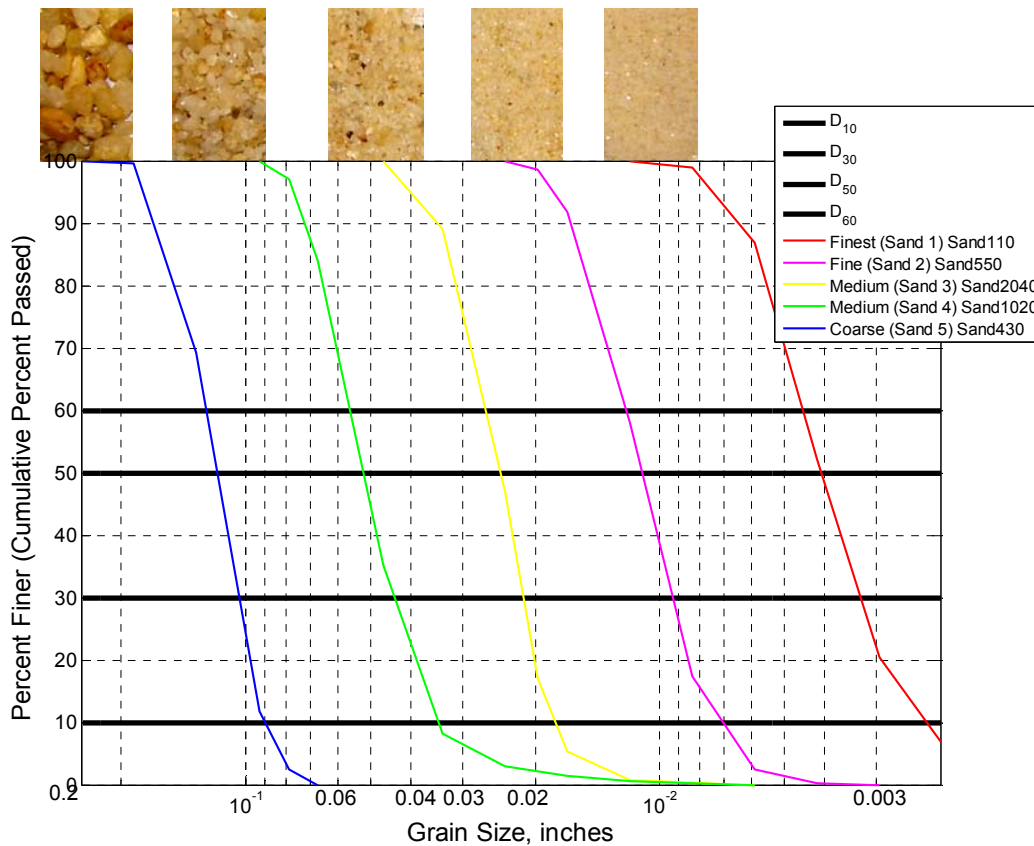 D10
D30
D50
D60
Finest (Sand 1) Sand110
Fine (Sand 2) Sand550
Medium (Sand 3) Sand2040
Medium (Sand 4) Sand1020
Coarse (Sand 5) Sand430
Percent Finer (Cumulative Percent Passed)
100
90
80
70
60
50
40
30
20
10
0
0.2 10-1 0.06 0.04 0.03 0.02 10-2 0.003
Grain Size, inches